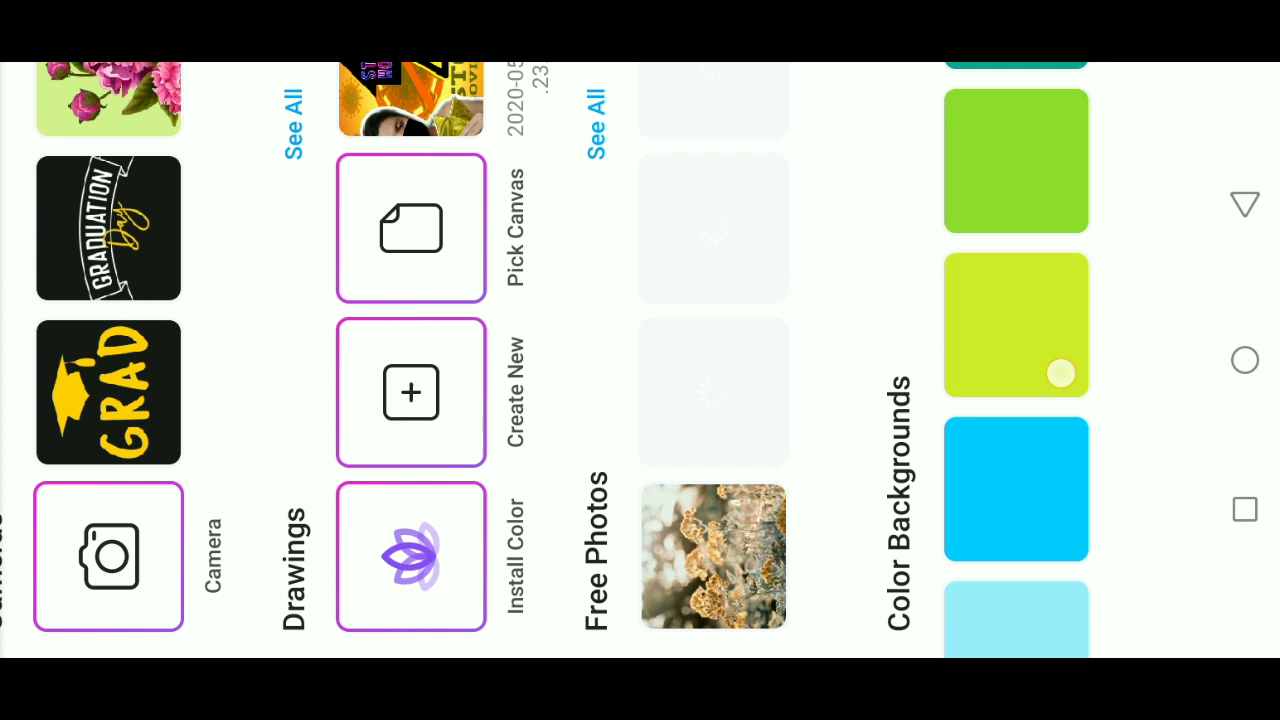 GRADUATION
Day
GRAD
Camera
Drawings
See All
Install Color
Create New
Pick Canvas
2020-05
.23
Free Photos
See All
Color Backgrounds